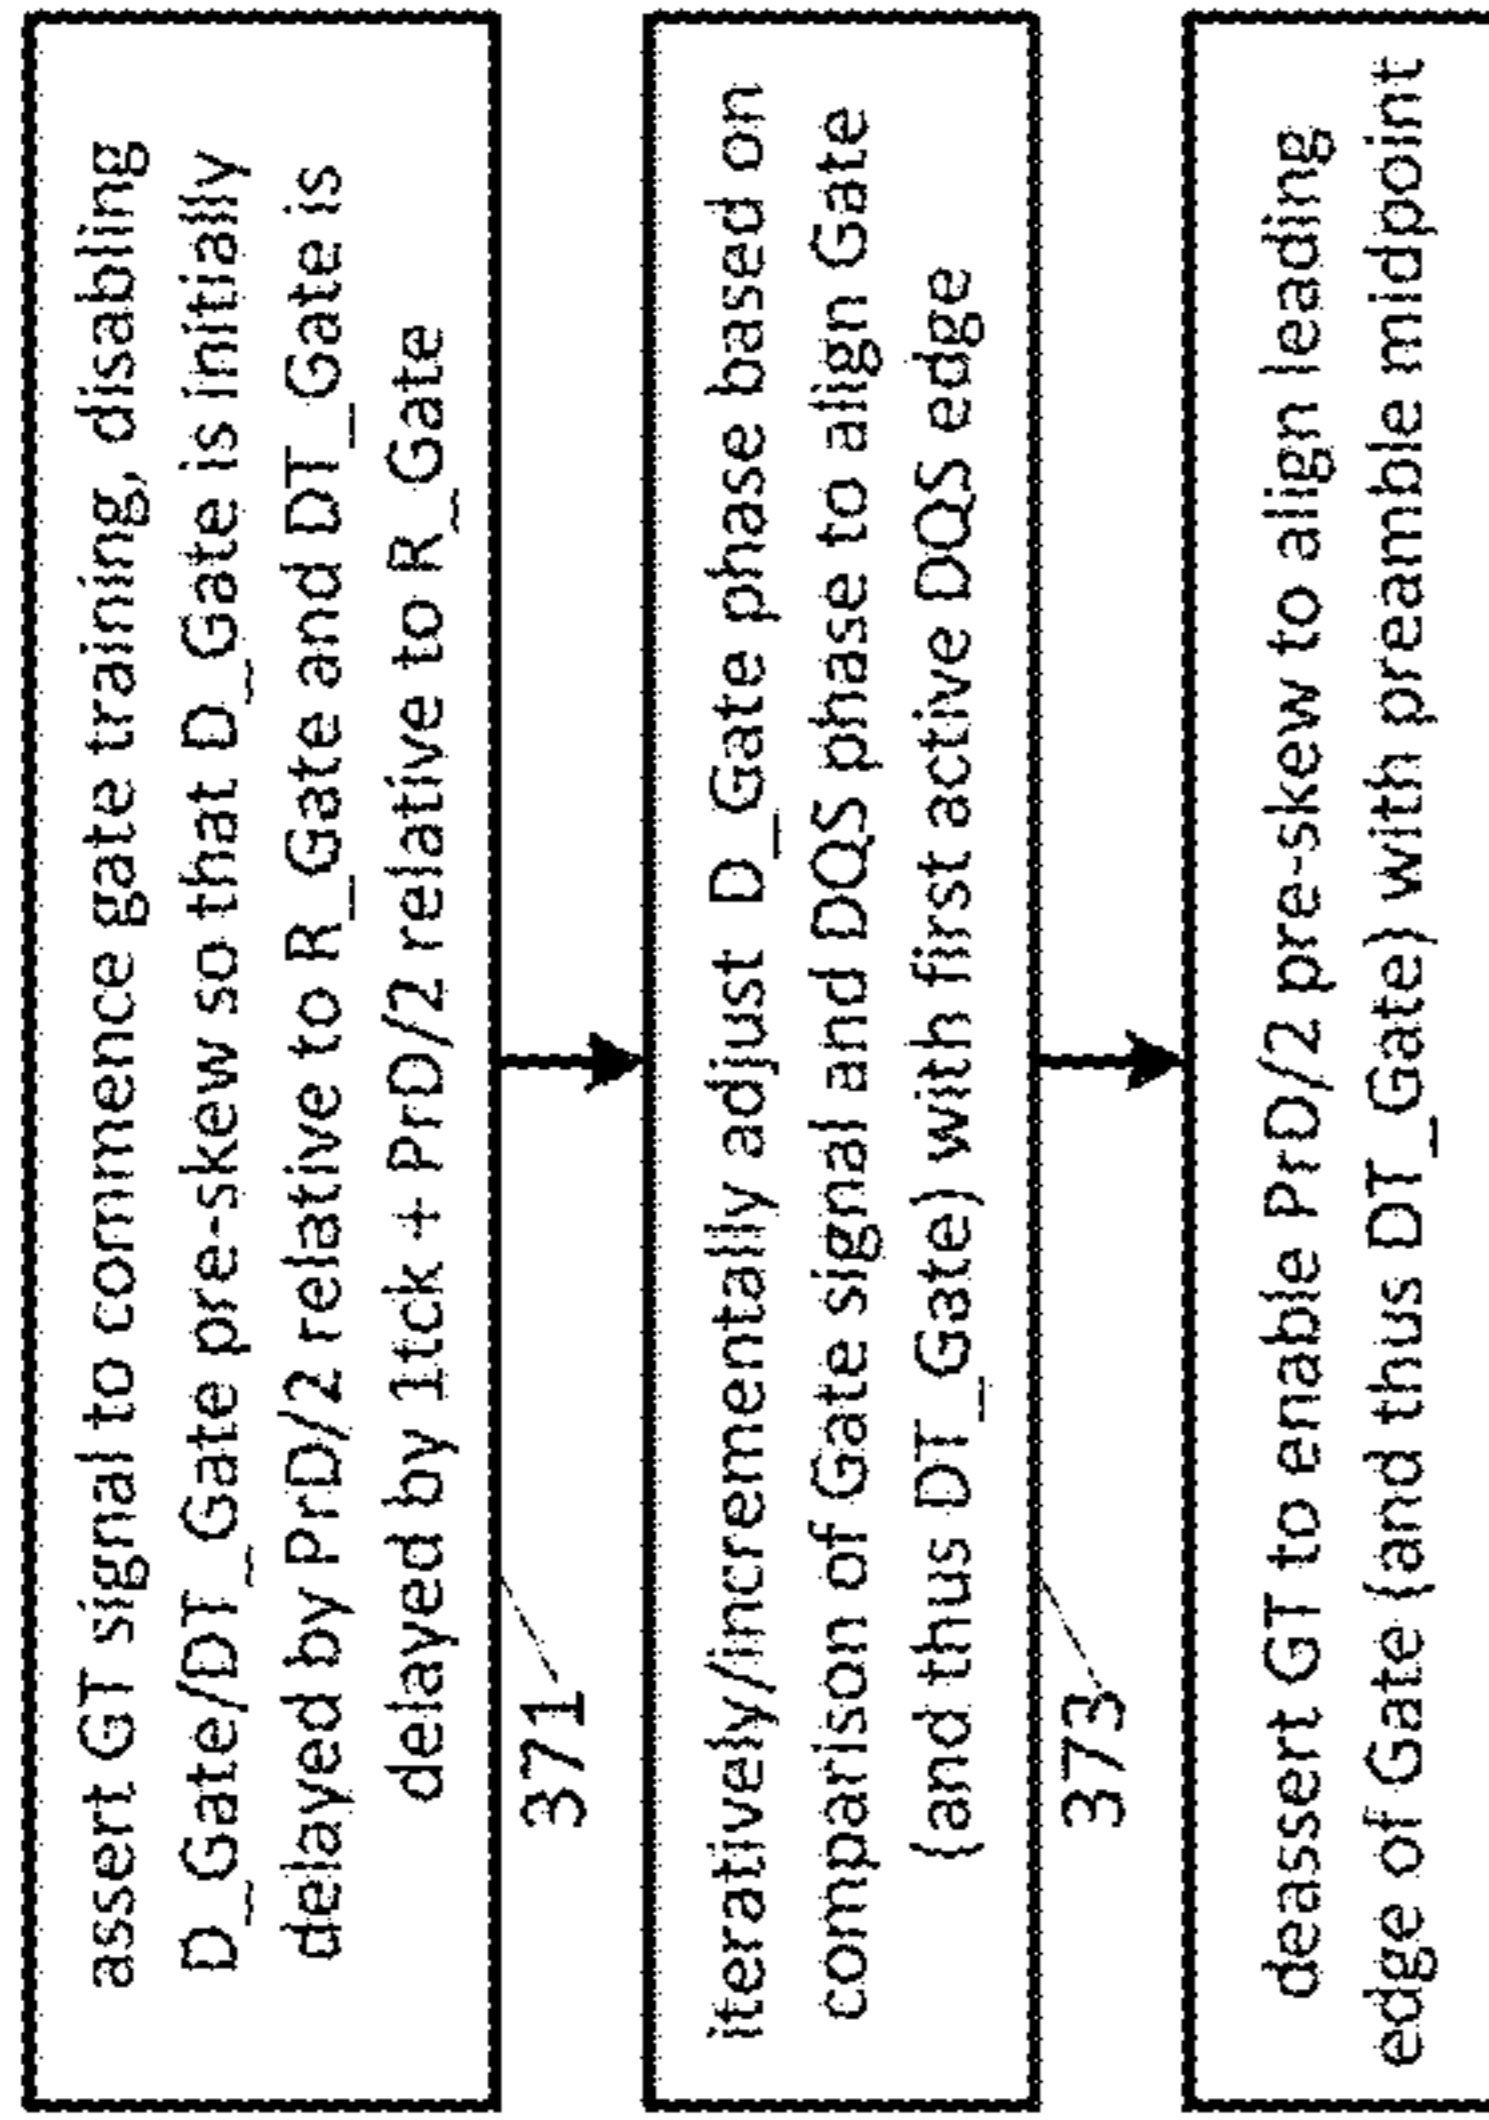 assert GT signal to commence gate training, disabling
D_Gate/DT_Gate pre-skew so that D_Gate is initially
delayed by PrD/2 relative to R_Gate and DT_Gate is
delayed by 1tck + PrD/2 relative to R_Gate
371
iteratively/incrementally adjust D_Gate phase based on
comparison of Gate signal and DQS phase to align Gate
(and thus DT_Gate) with first active DQS edge
373
deassert GT to enable PrD/2 pre-skew to align leading
edge of Gate (and thus DT_Gate) with preamble midpoint